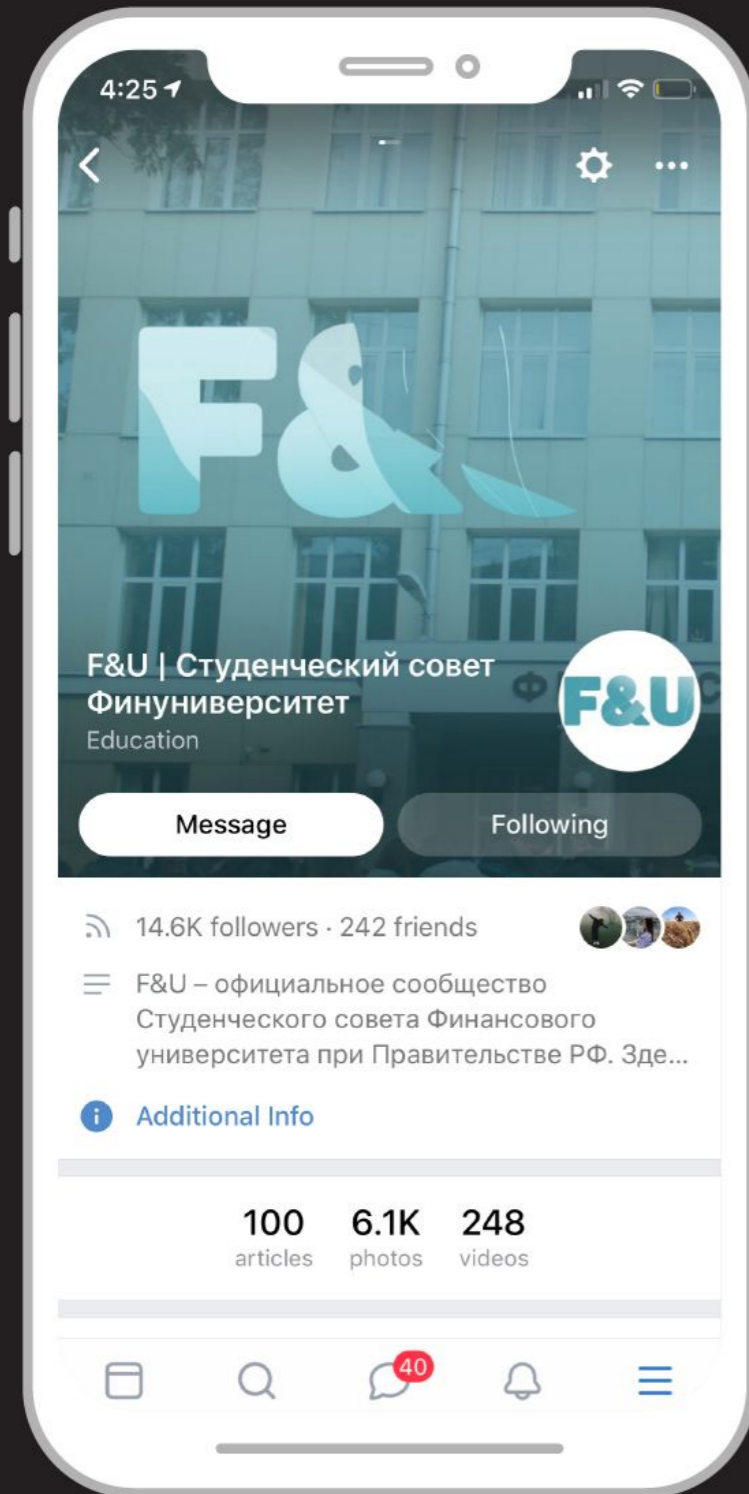 4:25
F&
F&U | Студенческий совет
Финуниверситет
F&U
Education
Message
Following
14.6K followers · 242 friends
F&U – официальное сообщество
Студенческого совета Финансового
университета при Правительстве РФ. Зде...
Additional Info
100 6.1K 248
articles photos videos
40